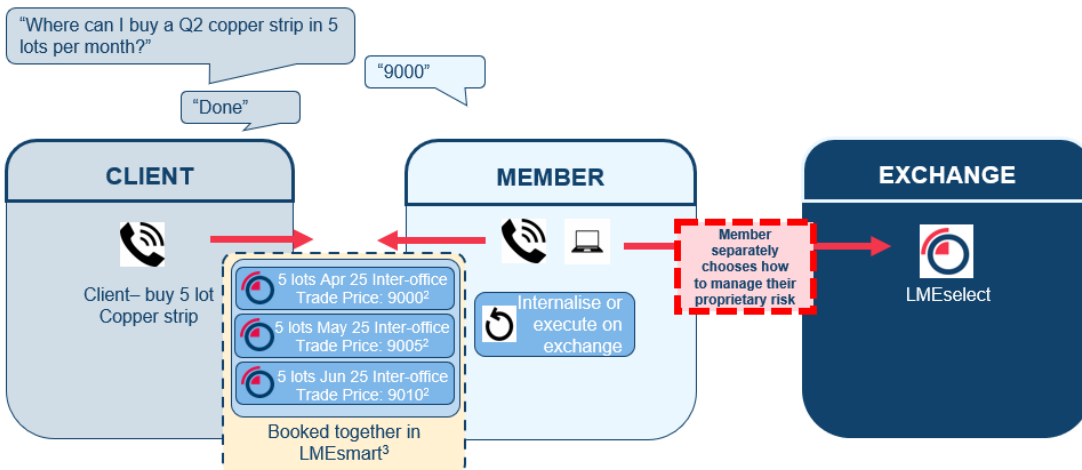 “Where can I buy a Q2 copper strip in 5
lots per month?”
“9000”
“Done”
CLIENT
MEMBER
EXCHANGE
Client– buy 5 lot
Copper strip
5 lots Apr 25 Inter-office
Trade Price: 9000²
5 lots May 25 Inter-office
Trade Price: 9005²
5 lots Jun 25 Inter-office
Trade Price: 9010²
Booked together in
LMEsmart³
Internalise or
execute on
exchange
Member
separately
chooses how
to manage their
proprietary risk
LMEselect